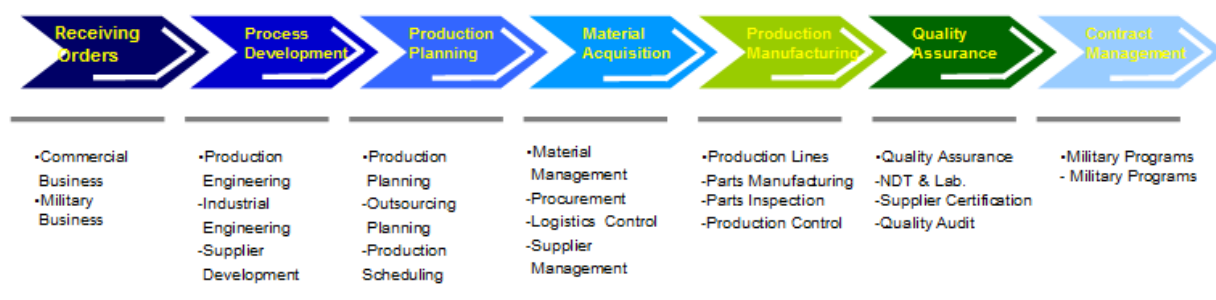 Receiving
Orders
Process
Development
Production
Planning
Material
Acquisition
Production
Manufacturing
Quality
Assurance
Contract
Management
•Commercial
Business
•Military
Business
•Production
Engineering
-Industrial
Engineering
-Supplier
Development
•Production
Planning
-Outsourcing
Planning
-Production
Scheduling
•Material
Management
-Procurement
-Logistics Control
-Supplier
Management
•Production Lines
-Parts Manufacturing
-Parts Inspection
-Production Control
•Quality Assurance
-NDT & Lab.
-Supplier Certification
-Quality Audit
•Military Programs
- Military Programs